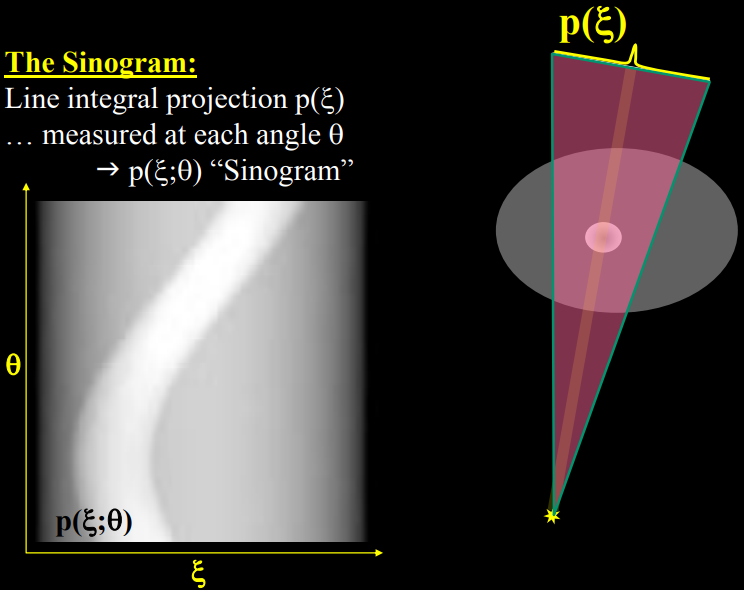 The Sinogram:
Line integral projection p(ξ)
… measured at each angle θ
→ p(ξ;θ) “Sinogram”
θ
p(ξ;θ)
ξ
p(ξ)